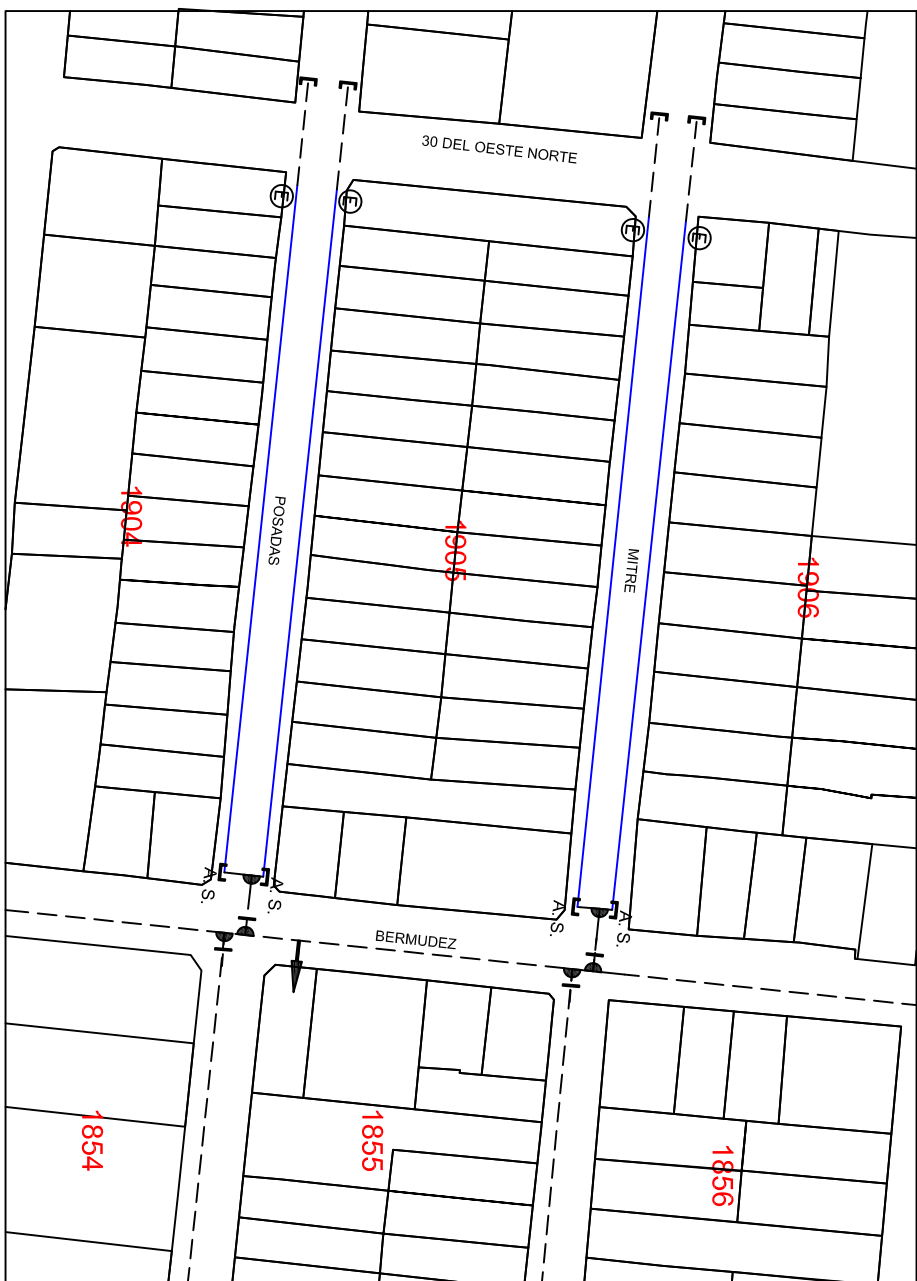 30 DEL OESTE NORTE
E
E
E
E
POSADAS
MITRE
1904
1905
1906
A. S.
A. S.
A. S.
A. S.
BERMUDEZ
1854
1855
1856